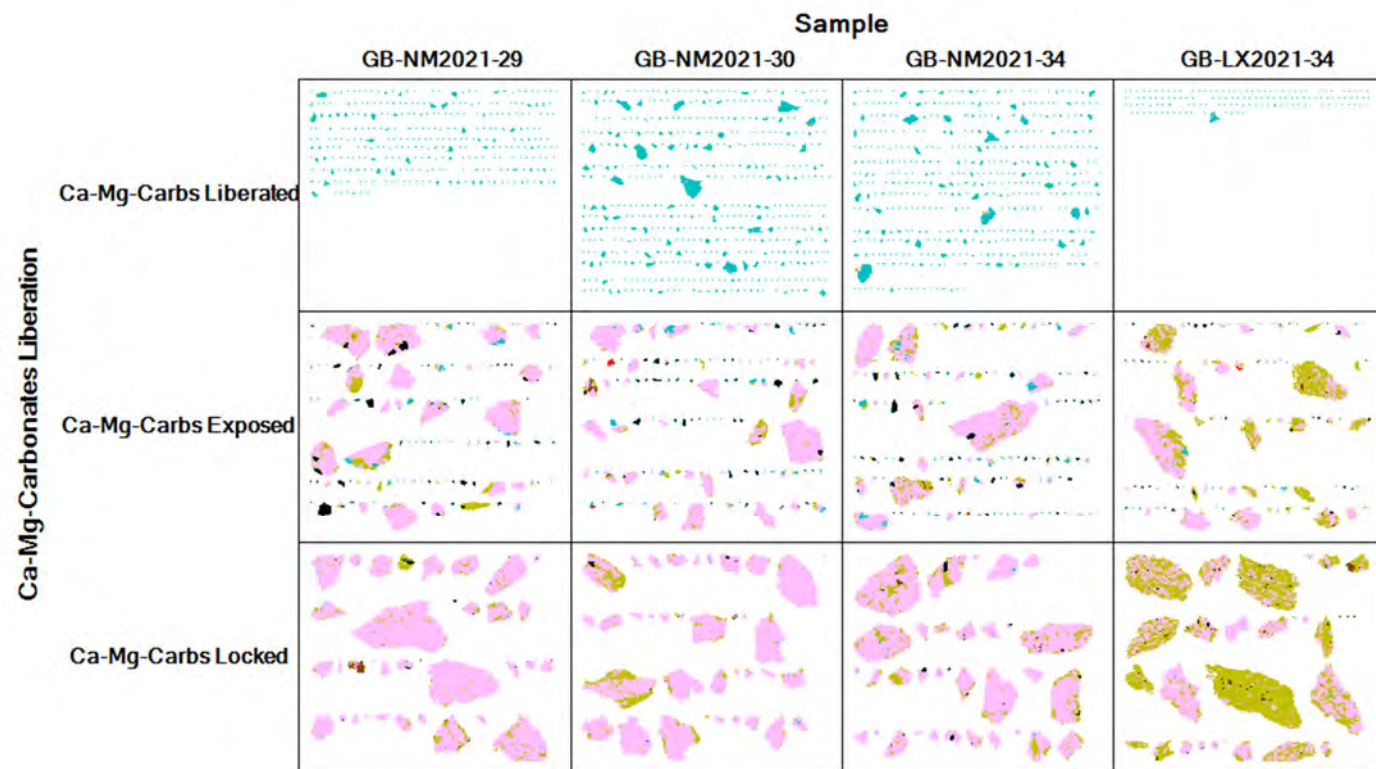 Sample
GB-NM2021-29 GB-NM2021-30 GB-NM2021-34 GB-LX2021-34
Ca-Mg-Carbonates Liberation
Ca-Mg-Carbs Liberated
Ca-Mg-Carbs Exposed
Ca-Mg-Carbs Locked